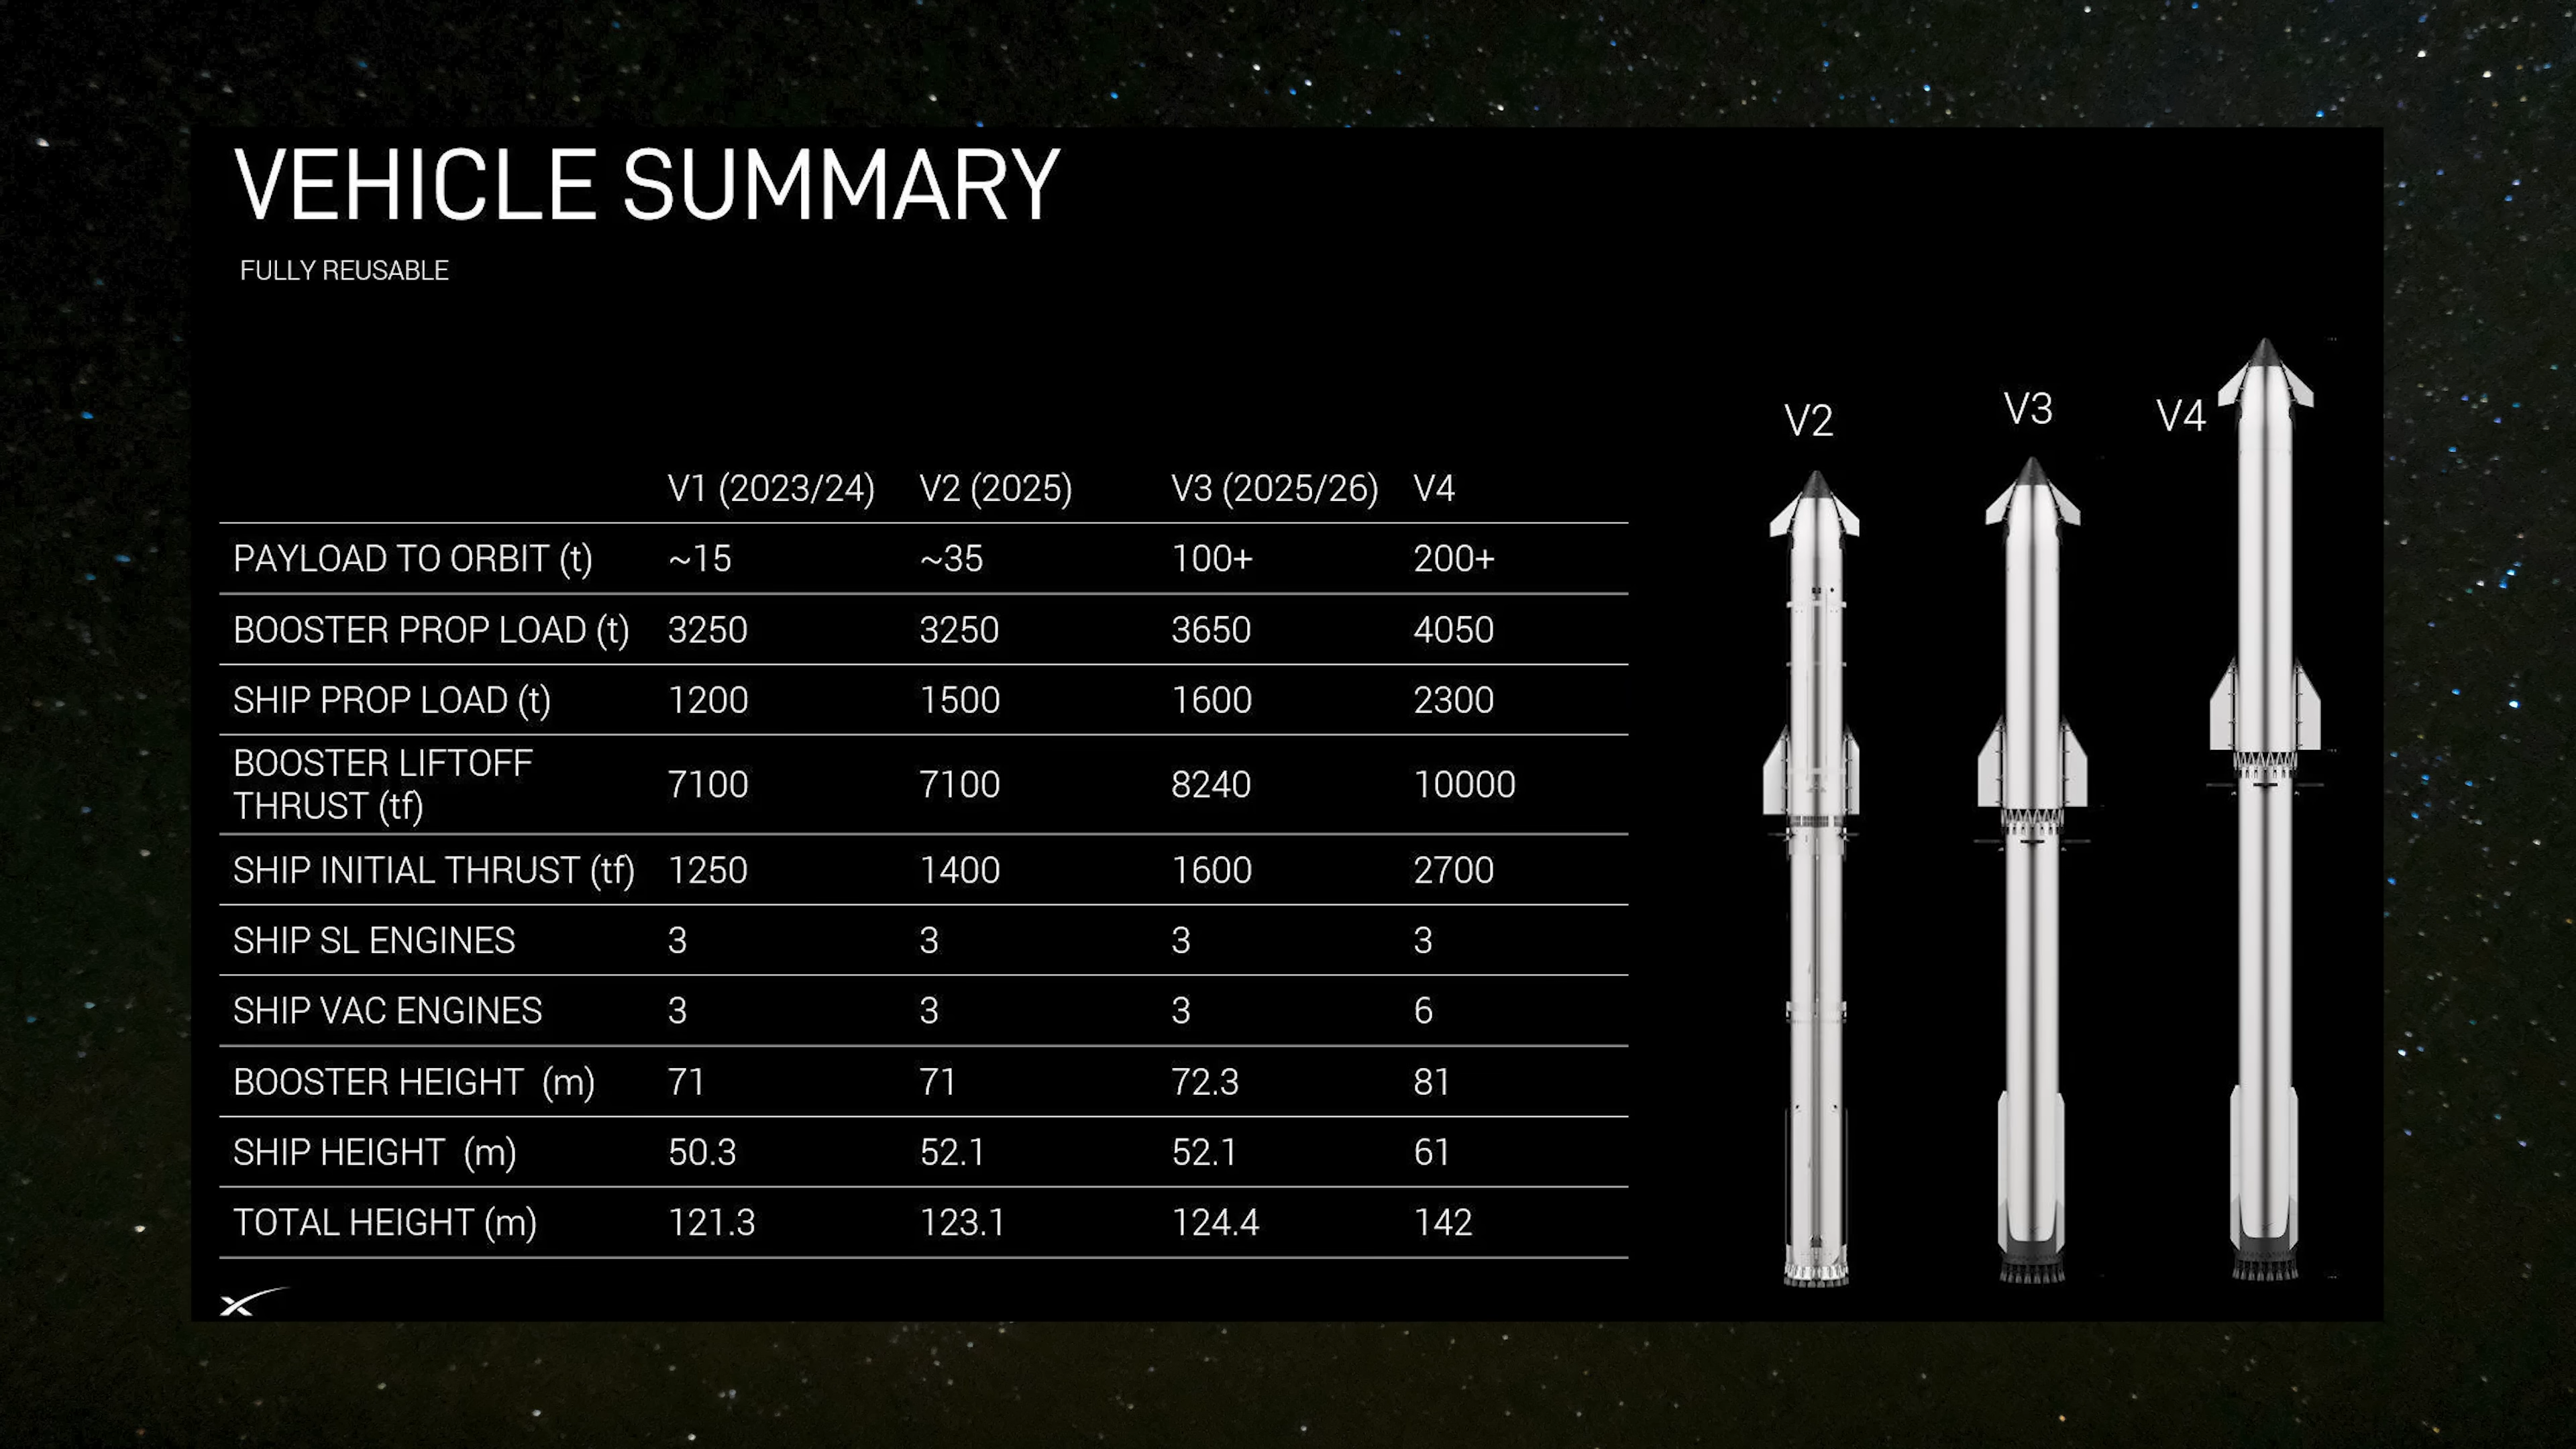 VEHICLE SUMMARY
FULLY REUSABLE
V1 (2023/24) V2 (2025) V3 (2025/26) V4
PAYLOAD TO ORBIT (t) ~15 ~35 100+ 200+
BOOSTER PROP LOAD (t) 3250 3250 3650 4050
SHIP PROP LOAD (t) 1200 1500 1600 2300
BOOSTER LIFTOFF
THRUST (tf) 7100 7100 8240 10000
SHIP INITIAL THRUST (tf) 1250 1400 1600 2700
SHIP SL ENGINES 3 3 3 3
SHIP VAC ENGINES 3 3 3 6
BOOSTER HEIGHT (m) 71 71 72.3 81
SHIP HEIGHT (m) 50.3 52.1 52.1 61
TOTAL HEIGHT (m) 121.3 123.1 124.4 142
V2
V3
V4